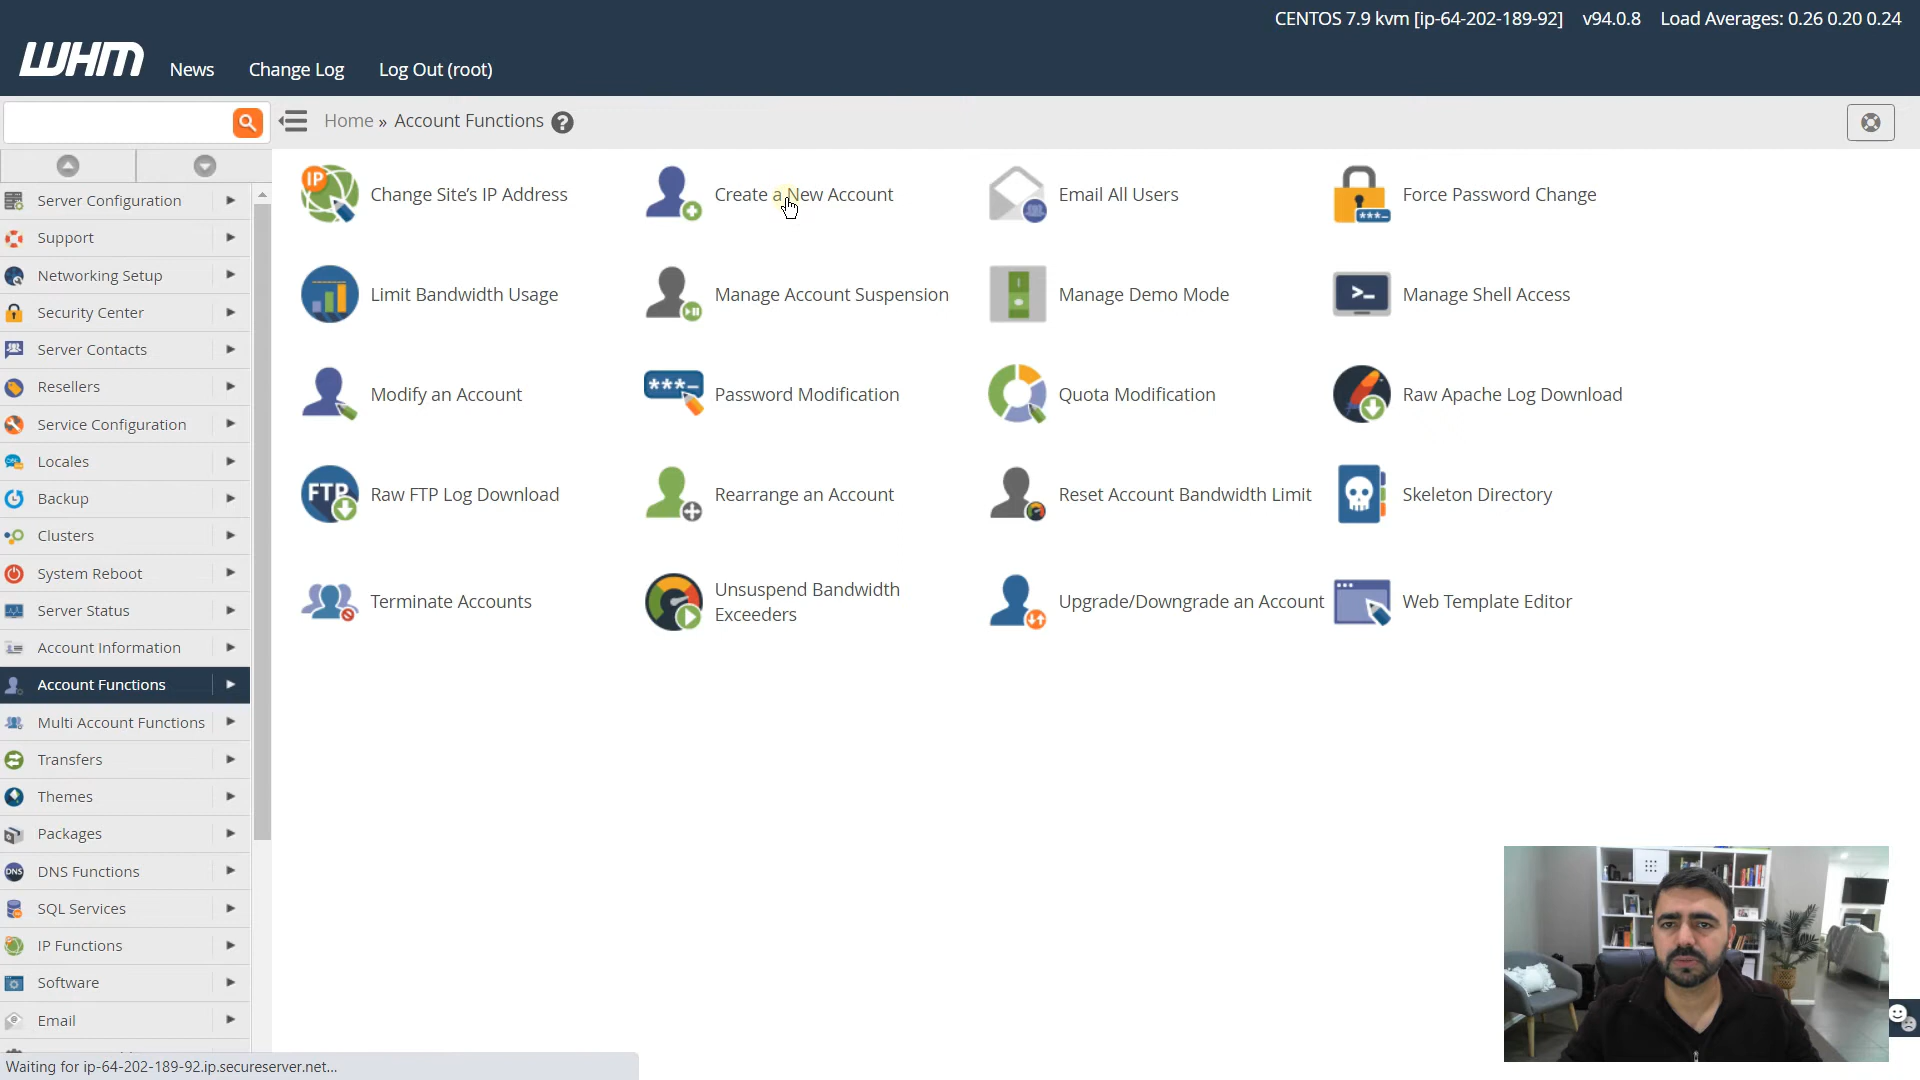 CENTOS 7.9 kvm [ip-64-202-189-92] v94.0.8 Load Averages: 0.26 0.20 0.24
WHM News Change Log Log Out (root)
Home » Account Functions ?
Server Configuration
Support
Networking Setup
Security Center
Server Contacts
Resellers
Service Configuration
Locales
Backup
Clusters
System Reboot
Server Status
Account Information
Account Functions
Multi Account Functions
Transfers
Themes
Packages
DNS DNS Functions
SQL Services
IP Functions
Software
Email
IP Change Site's IP Address
Create a New Account
Email All Users
***_ Force Password Change
Limit Bandwidth Usage
Manage Account Suspension
Manage Demo Mode
>_ Manage Shell Access
Modify an Account
***_ Password Modification
Quota Modification
Raw Apache Log Download
FTP Raw FTP Log Download
Rearrange an Account
Reset Account Bandwidth Limit
Skeleton Directory
Terminate Accounts
Unsuspend Bandwidth
Exceeders
Upgrade/Downgrade an Account
Web Template Editor
Waiting for ip-64-202-189-92.ip.secureserver.net...